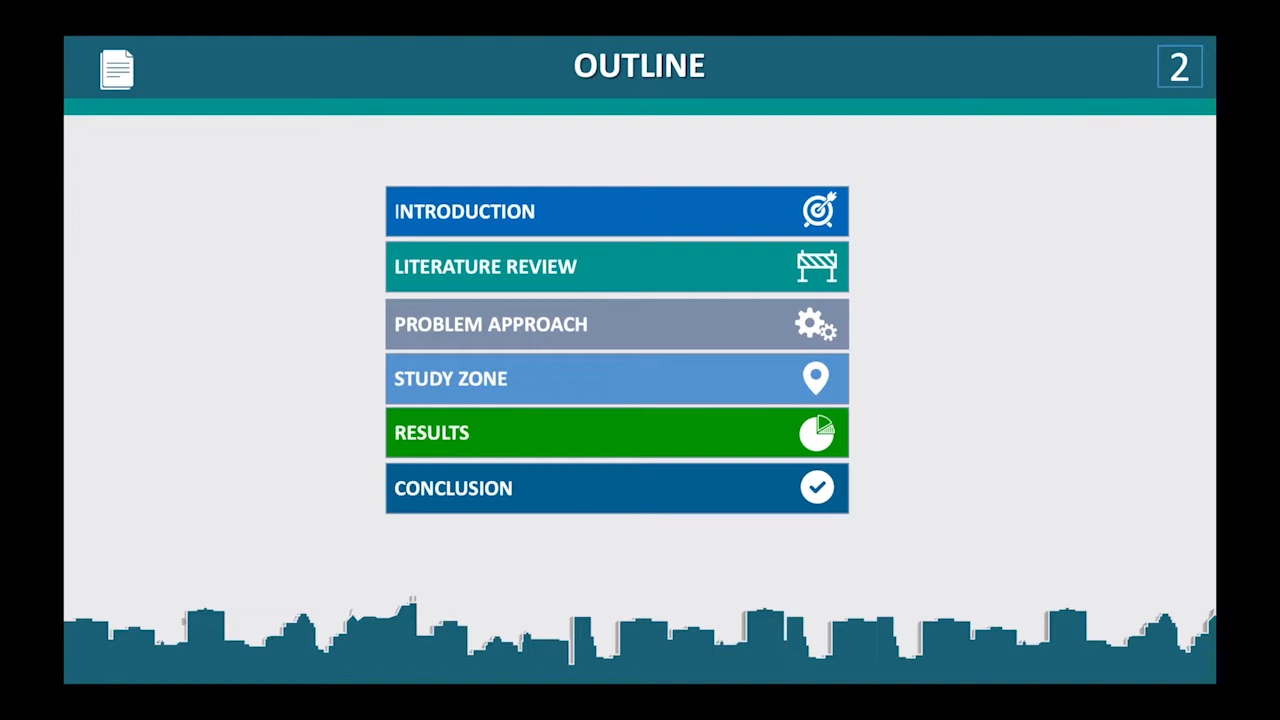 OUTLINE
2
INTRODUCTION
LITERATURE REVIEW
PROBLEM APPROACH
STUDY ZONE
RESULTS
CONCLUSION